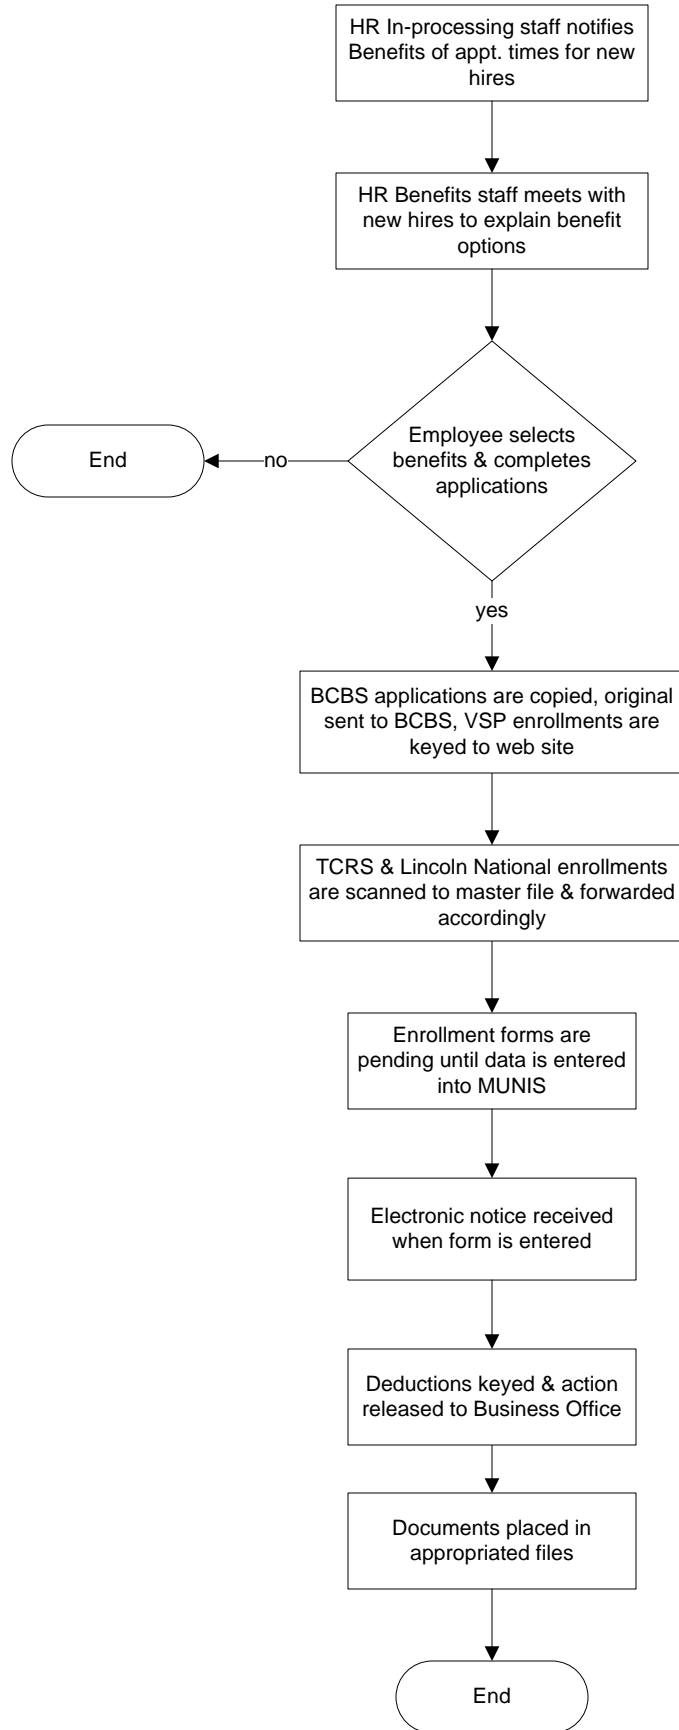 HR In-processing staff notifies
Benefits of appt. times for new
hires
HR Benefits staff meets with
new hires to explain benefit
options
Employee selects
benefits & completes
applications
no
End
yes
BCBS applications are copied, original
sent to BCBS, VSP enrollments are
keyed to web site
TCRS & Lincoln National enrollments
are scanned to master file & forwarded
accordingly
Enrollment forms are
pending until data is entered
into MUNIS
Electronic notice received
when form is entered
Deductions keyed & action
released to Business Office
Documents placed in
appropriated files
End